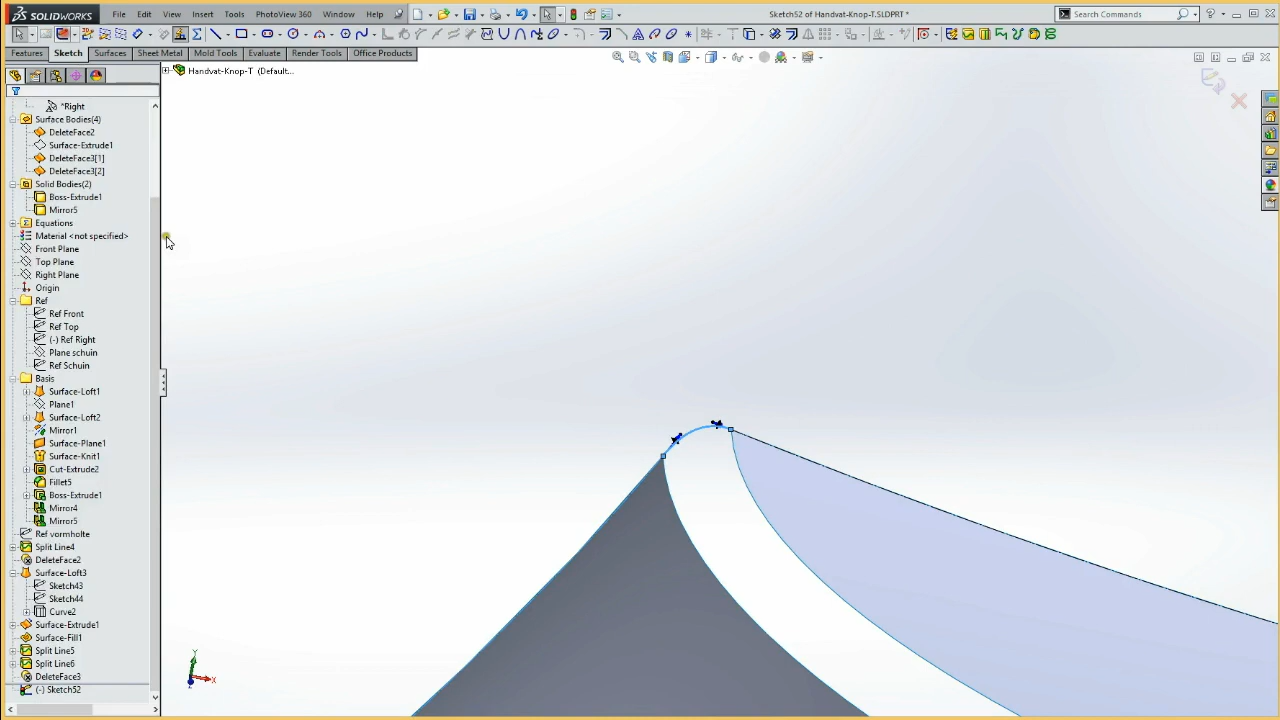 SOLIDWORKS File Edit View Insert Tools PhotoView 360 Window Help Sketch52 of Handvat-Knop-T.SLDPRT * Search Commands
Features Sketch Surfaces Sheet Metal Mold Tools Evaluate Render Tools Office Products
Handvat-Knop-T (Default...
*Right
Surface Bodies(4)
DeleteFace2
Surface-Extrude1
DeleteFace3[1]
DeleteFace3[2]
Solid Bodies(2)
Boss-Extrude1
Mirror5
Equations
Material <not specified>
Front Plane
Top Plane
Right Plane
Origin
Ref
Ref Front
Ref Top
(-) Ref Right
Plane schuin
Ref Schuin
Basis
Surface-Loft1
Plane1
Surface-Loft2
Mirror1
Surface-Plane1
Surface-Knit1
Cut-Extrude2
Fillet5
Boss-Extrude1
Mirror4
Mirror5
Ref vormholte
Split Line4
DeleteFace2
Surface-Loft3
Sketch43
Sketch44
Curve2
Surface-Extrude1
Surface-Fill1
Split Line5
Split Line6
DeleteFace3
(-) Sketch52
Y
X